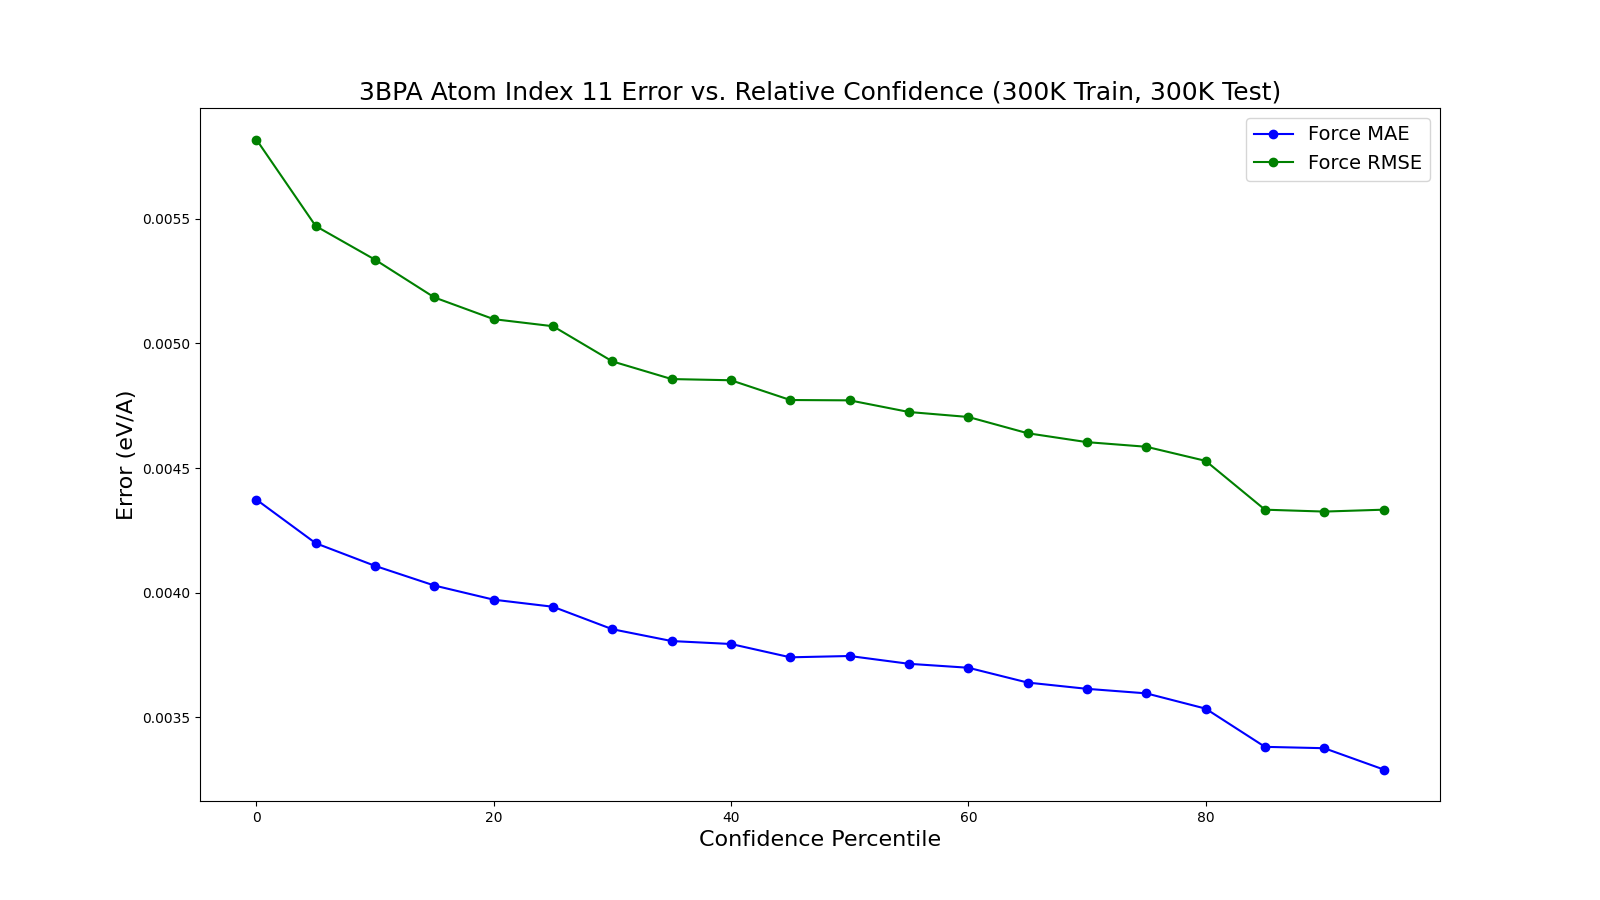 3BPA Atom Index 11 Error vs. Relative Confidence (300K Train, 300K Test)
Force MAE
Force RMSE
0.0055
0.0050
0.0045
0.0040
0.0035
Error (eV/A)
0 20 40 60 80
Confidence Percentile